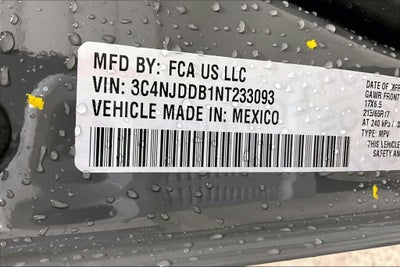 MFD BY: FCA US LLC
VIN: 3C4NJDDB1NT233093
VEHICLE MADE IN: MEXICO
DATE OF
GAWR FRONT
17X6.5
215/65R17
AT 240 kPa /
TYPE: MPV
THIS VEHICLE
SAFETY AN